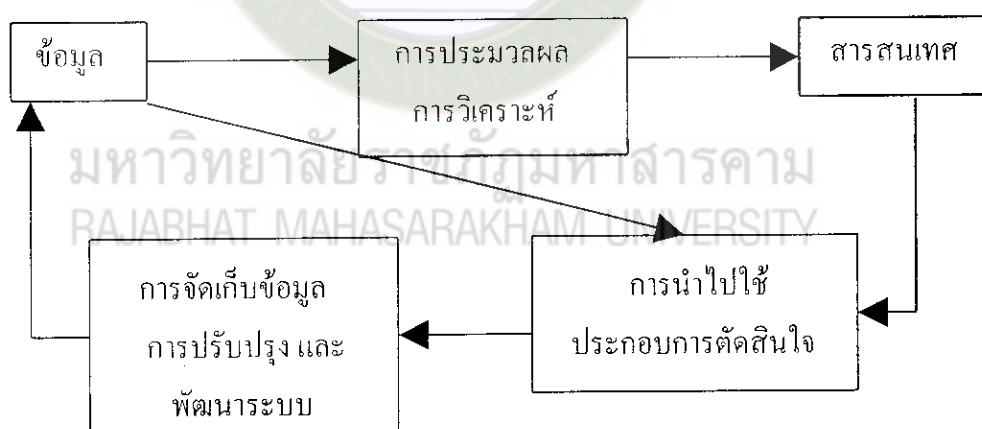 ข้อมูล
การประมวลผล
การวิเคราะห์
สารสนเทศ
มหาวิทยาลัยราชภัฏมหาสารคาม
RAJABHAT MAHASARAKHAM UNIVERSITY
การจัดเก็บข้อมูล
การปรับปรุง และ
พัฒนาระบบ
การนำไปใช้
ประกอบการตัดสินใจ